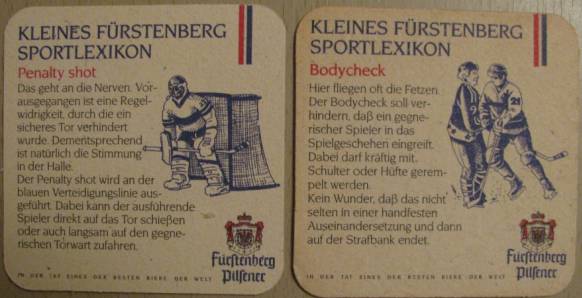 KLEINES FÜRSTENBERG
SPORTLEXIKON
Penalty shot
Das geht an die Nerven. Vor-
ausgegangen ist eine Regel-
widrigkeit, durch die ein
sicheres Tor verhindert
wurde. Dementsprechend
ist natürlich die Stimmung
in der Halle.
Der Penalty shot wird an der
blauen Verteidigungslinie aus-
geführt. Dabei kann der ausführende
Spieler direkt auf das Tor schießen
oder auch langsam auf den gegne-
rischen Torwart zufahren.
Fürstenberg
Pilsener
IN DER TAT EINES DER BESTEN BIERE DER WELT
KLEINES FÜRSTENBERG
SPORTLEXIKON
Bodycheck
Hier fliegen oft die Fetzen.
Der Bodycheck soll ver-
hindern, daß ein gegne-
rischer Spieler in das
Spielgeschehen eingreift.
Dabei darf kräftig mit
Schulter oder Hüfte gerem-
pelt werden.
Kein Wunder, daß das nicht
selten in einer handfesten
Auseinandersetzung und dann
auf der Strafbank endet.
21
Fürstenberg
Pilsener
IN DER TAT EINES DER BESTEN BIERE DER WELT